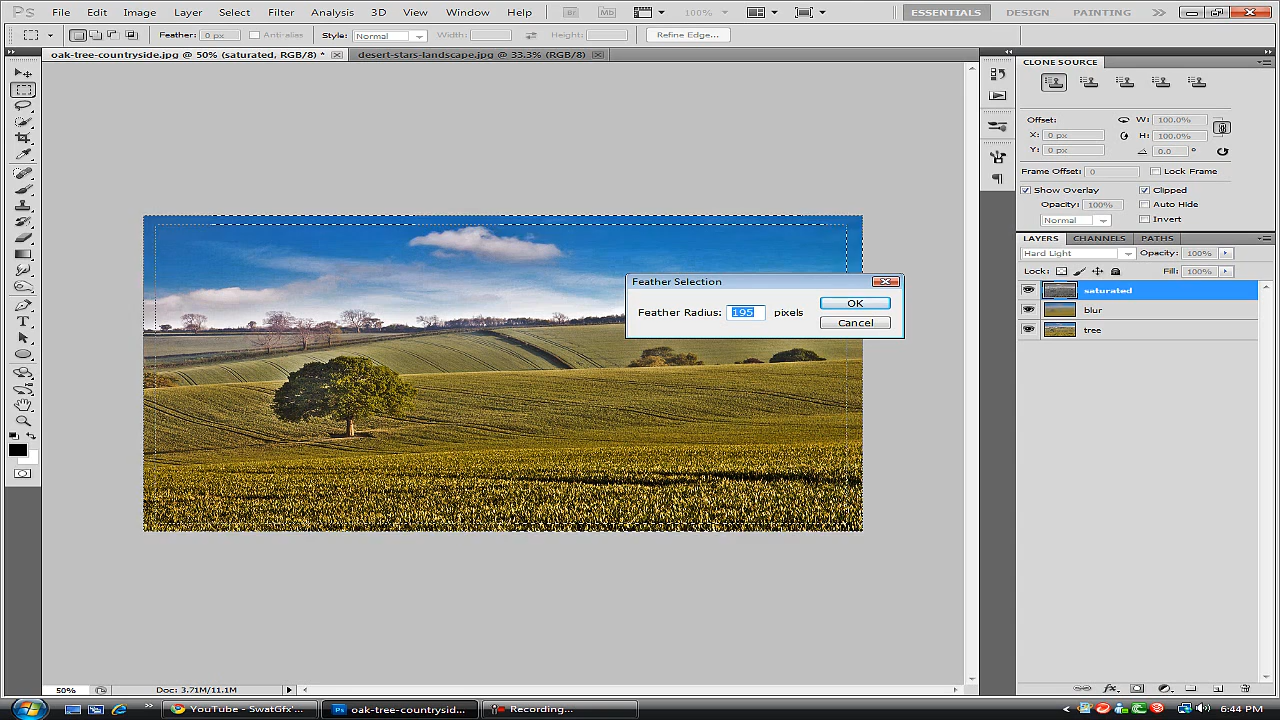 Ps File Edit Image Layer Select Filter Analysis 3D View Window Help Br Mb 100% ESSENTIALS DESIGN PAINTING
Feather: 0 px Anti-alias Style: Normal Width: Height: Refine Edge...
oak-tree-countryside.jpg @ 50% (saturated, RGB/8) * desert-stars-landscape.jpg @ 33.3% (RGB/8)
CLONE SOURCE
Offset: W: 100.0%
X: 0 px H: 100.0%
Y: 0 px 0.0 °
Frame Offset: 0 Lock Frame
Show Overlay Clipped
Opacity: 100% Auto Hide
Normal Invert
LAYERS CHANNELS PATHS
Hard Light Opacity: 100%
Lock: Fill: 100%
saturated
blur
tree
Feather Selection
Feather Radius: 195 pixels
OK
Cancel
T
50% Doc: 3.71M/11.1M
YouTube - SwatGfx'... Ps oak-tree-countrysid... Recording... 6:44 PM